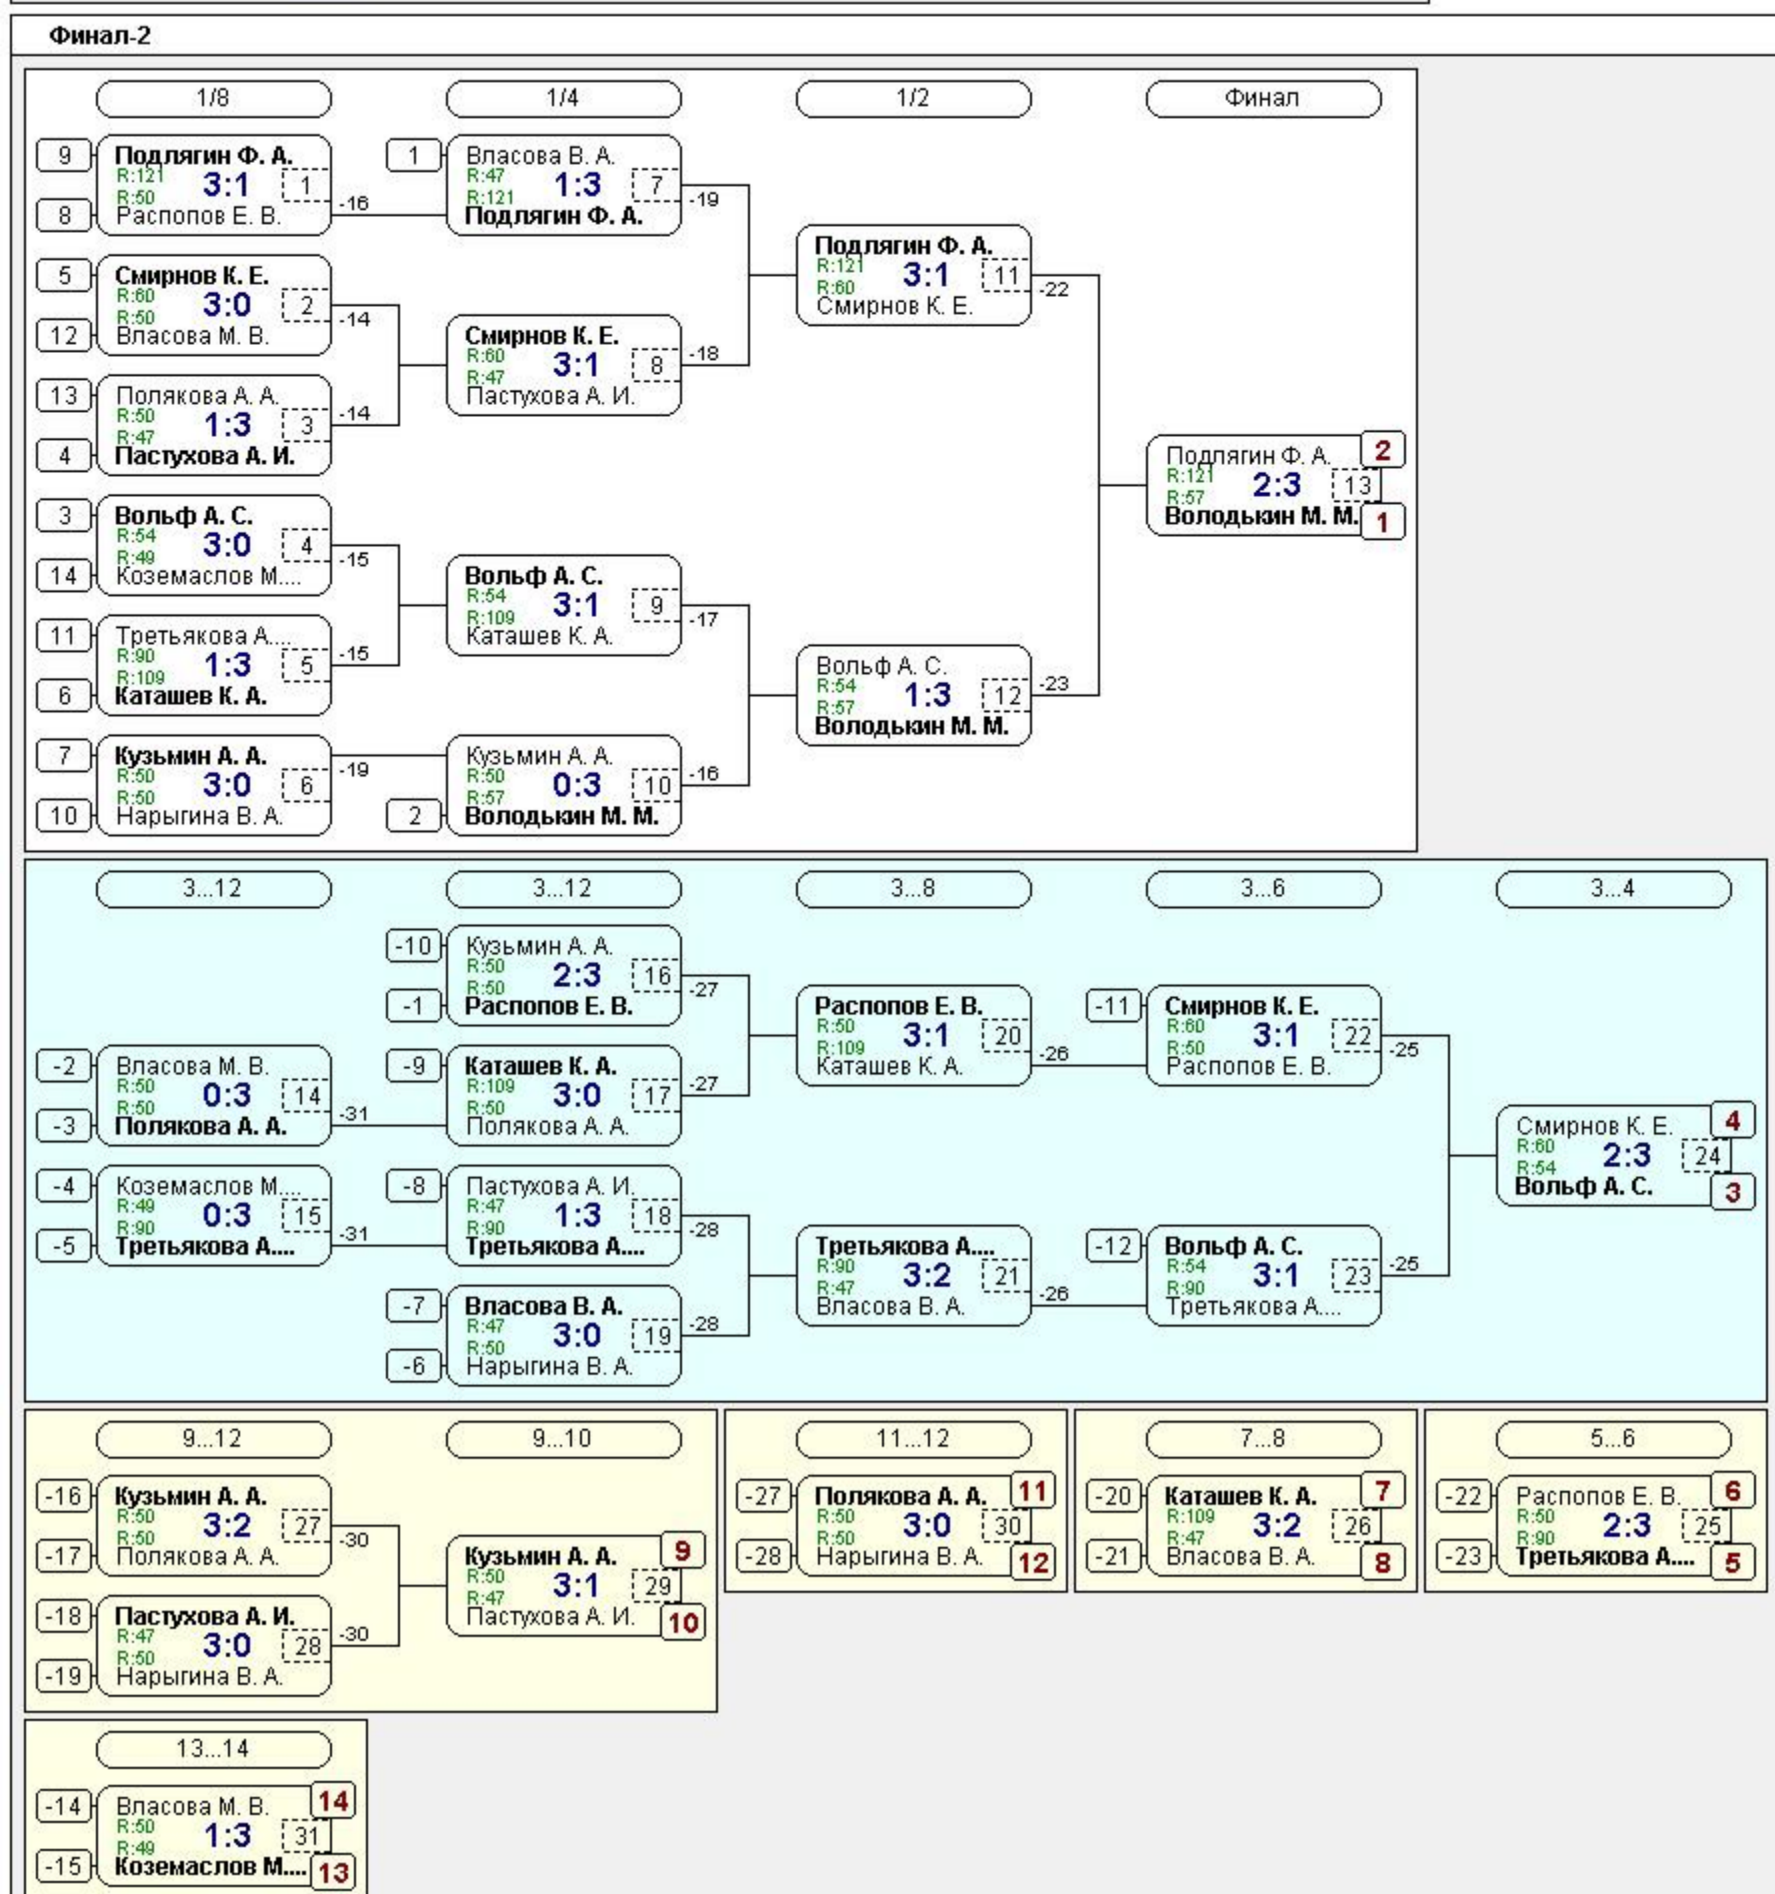 Финал-2
1/8 1/4 1/2 Финал
9 Подлягин Ф. А.
R:121 3:1 1
R:50
8 Распопов Е. В. -16
5 Смирнов К. Е.
R:60 3:0 2
R:50 -14
12 Власова М. В.
13 Полякова А. А.
R:50 1:3 3 -14
R:47
4 Пастухова А. И.
3 Вольф А. С.
R:54 3:0 4
R:49 -15
14 Коземаслов М....
11 Третьякова А....
R:90 1:3 5 -15
R:109
6 Каташев К. А.
7 Кузьмин А. А.
R:50 3:0 6 -19
R:50
10 Нарыгина В. А.
1 Власова В. А.
R:47 1:3 7
R:121 -19
Подлягин Ф. А.
Смирнов К. Е.
R:60 3:1 8 -18
R:47
Пастухова А. И.
Вольф А. С.
R:54 3:1 9
R:109 -17
Каташев К. А.
Кузьмин А. А.
R:50 0:3 10 -16
R:57
2 Володькин М. М.
Подлягин Ф. А.
R:121 3:1 11
R:60 -22
Смирнов К. Е.
Вольф А. С.
R:54 1:3 12 -23
R:57
Володькин М. М.
Подлягин Ф. А. 2
R:121 2:3 13
R:57
Володькин М. М. 1
3...12 3...12 3...8 3...6 3...4
-2 Власова М. В.
R:50 0:3 14
R:50 -31
-3 Полякова А. А.
-4 Коземаслов М....
R:49 0:3 15
R:90 -31
-5 Третьякова А....
-10 Кузьмин А. А.
R:50 2:3 16
R:50 -27
-1 Распопов Е. В.
-9 Каташев К. А.
R:109 3:0 17 -27
R:50
Полякова А. А.
-8 Пастухова А. И.
R:47 1:3 18
R:90 -28
Третьякова А....
-7 Власова В. А.
R:47 3:0 19 -28
R:50
-6 Нарыгина В. А.
Распопов Е. В.
R:50 3:1 20
R:109 -26
Каташев К. А.
Третьякова А....
R:90 3:2 21
R:47 -26
Власова В. А.
-11 Смирнов К. Е.
R:60 3:1 22
R:50 -25
Распопов Е. В.
-12 Вольф А. С.
R:54 3:1 23 -25
R:90
Третьякова А....
Смирнов К. Е. 4
R:60 2:3 24
R:54
Вольф А. С. 3
9...12 9...10
-16 Кузьмин А. А.
R:50 3:2 27
R:50 -30
-17 Полякова А. А.
-18 Пастухова А. И.
R:47 3:0 28 -30
R:50
-19 Нарыгина В. А.
Кузьмин А. А. 9
R:50 3:1 29
R:47
Пастухова А. И. 10
11...12
-27 Полякова А. А. 11
R:50 3:0 30
R:50
-28 Нарыгина В. А. 12
7...8
-20 Каташев К. А. 7
R:109 3:2 26
R:47
-21 Власова В. А. 8
5...6
-22 Распопов Е. В. 6
R:50 2:3 25
R:90
-23 Третьякова А.... 5
13...14
-14 Власова М. В. 14
R:50 1:3 31
R:49
-15 Коземаслов М.... 13